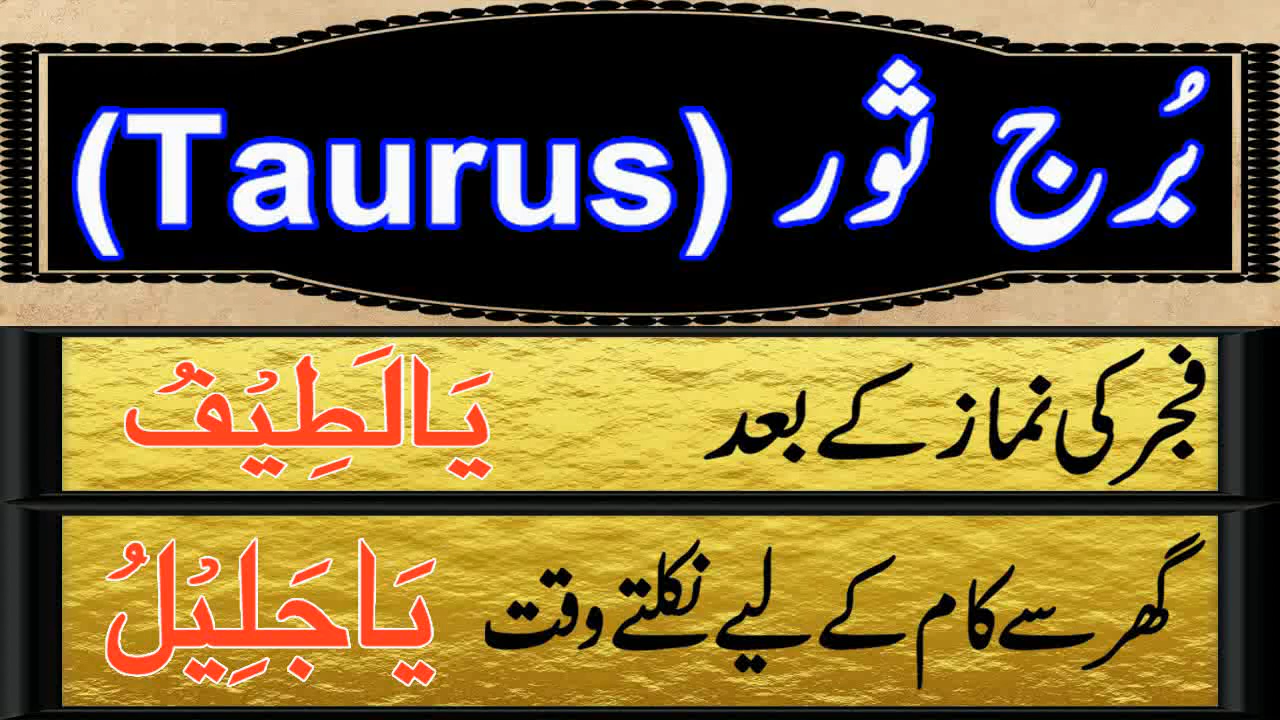 بُرج ثور (Taurus)
فجر کی نماز کے بعد یَالَطِیْفُ
گھر سے کام کے لیے نکلتے وقت یَاجَلِیْلُ